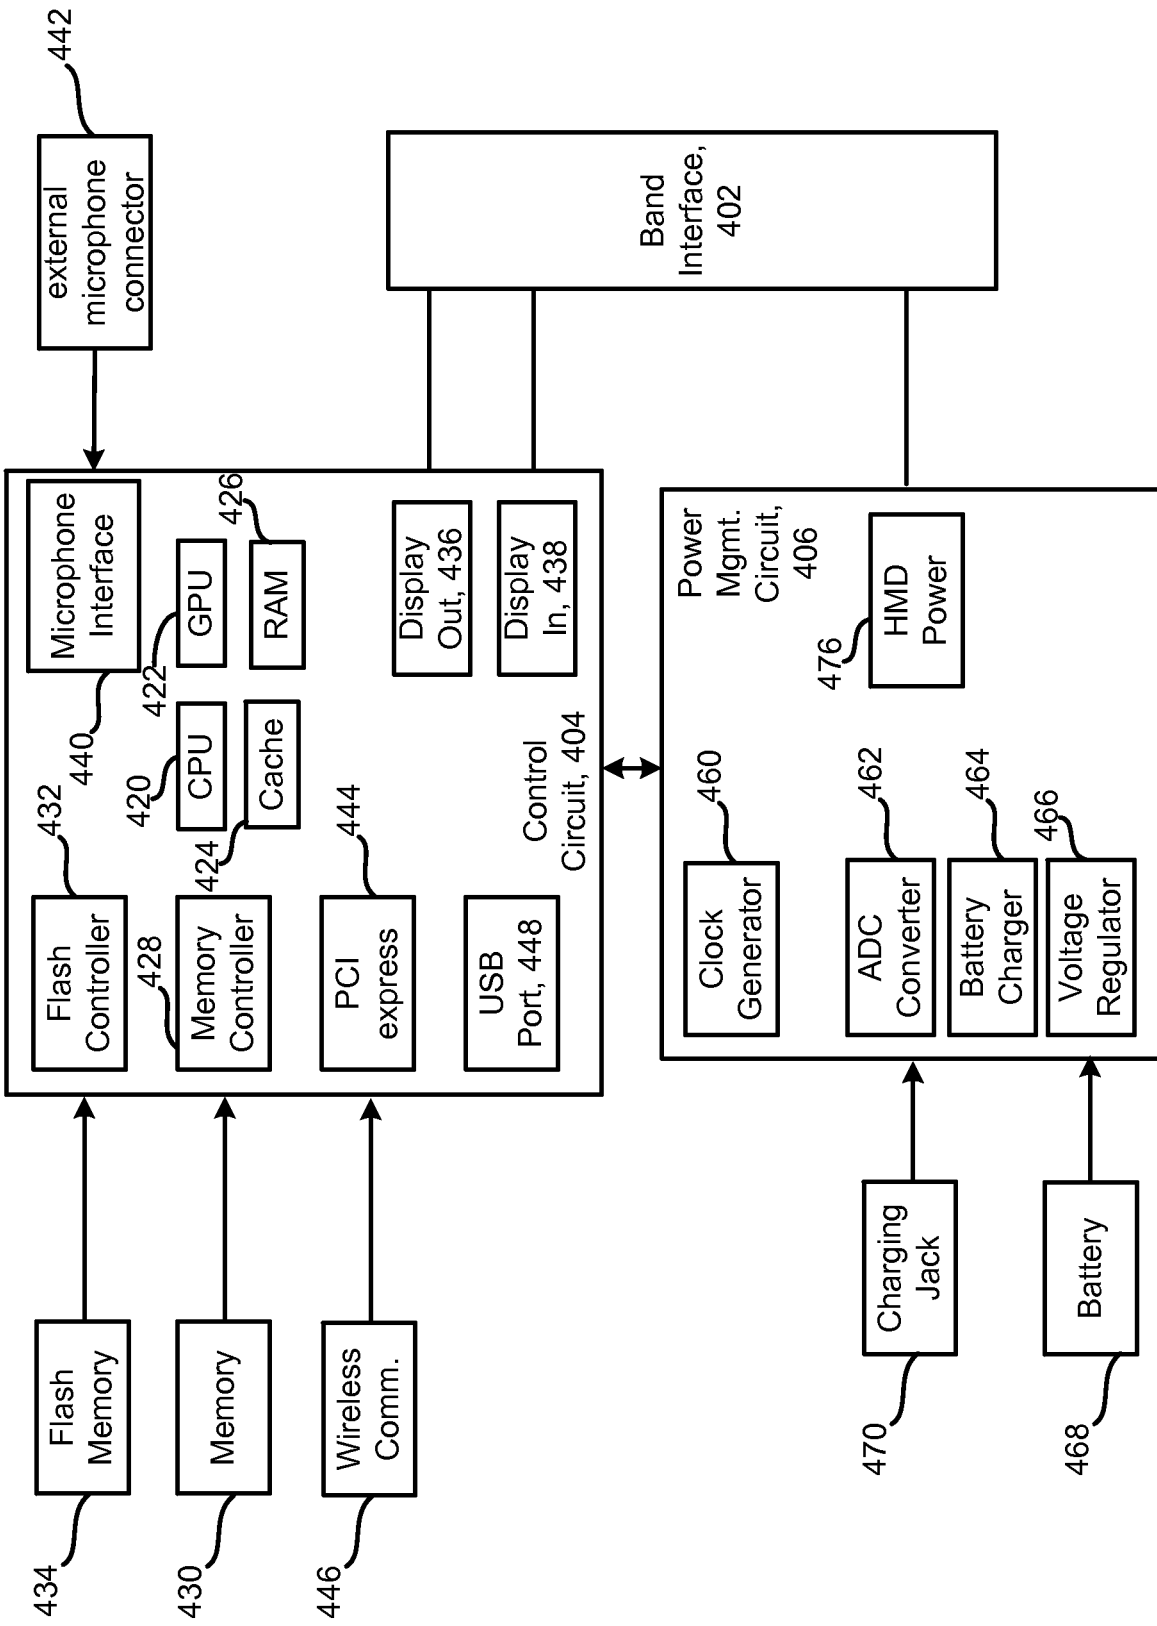 434
Flash
Memory
430
Memory
446
Wireless
Comm.
432
Flash
Controller
428
Memory
Controller
444
PCI
express
USB
Port, 448
420
CPU
424
Cache
422
GPU
426
RAM
440
Microphone
Interface
442
external
microphone
connector
Display
Out, 436
Display
In, 438
Control
Circuit, 404
Band
Interface,
402
Power
Mgmt.
Circuit,
406
460
Clock
Generator
462
ADC
Converter
464
Battery
Charger
466
Voltage
Regulator
476
HMD
Power
470
Charging
Jack
468
Battery